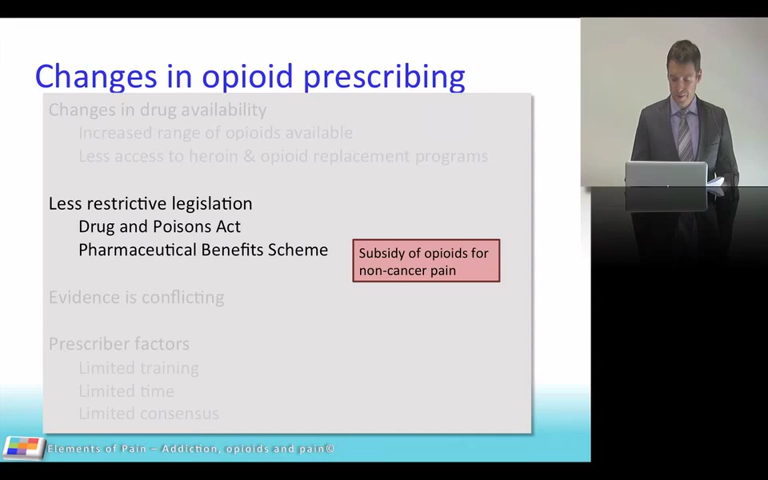 Changes in opioid prescribing
Changes in drug availability
Increased range of opioids available
Less access to heroin & opioid replacement programs
Less restrictive legislation
Drug and Poisons Act
Pharmaceutical Benefits Scheme
Subsidy of opioids for
non-cancer pain
Evidence is conflicting
Prescriber factors
Limited training
Limited time
Limited consensus
Elements of Pain – Addiction, opioids and pain©